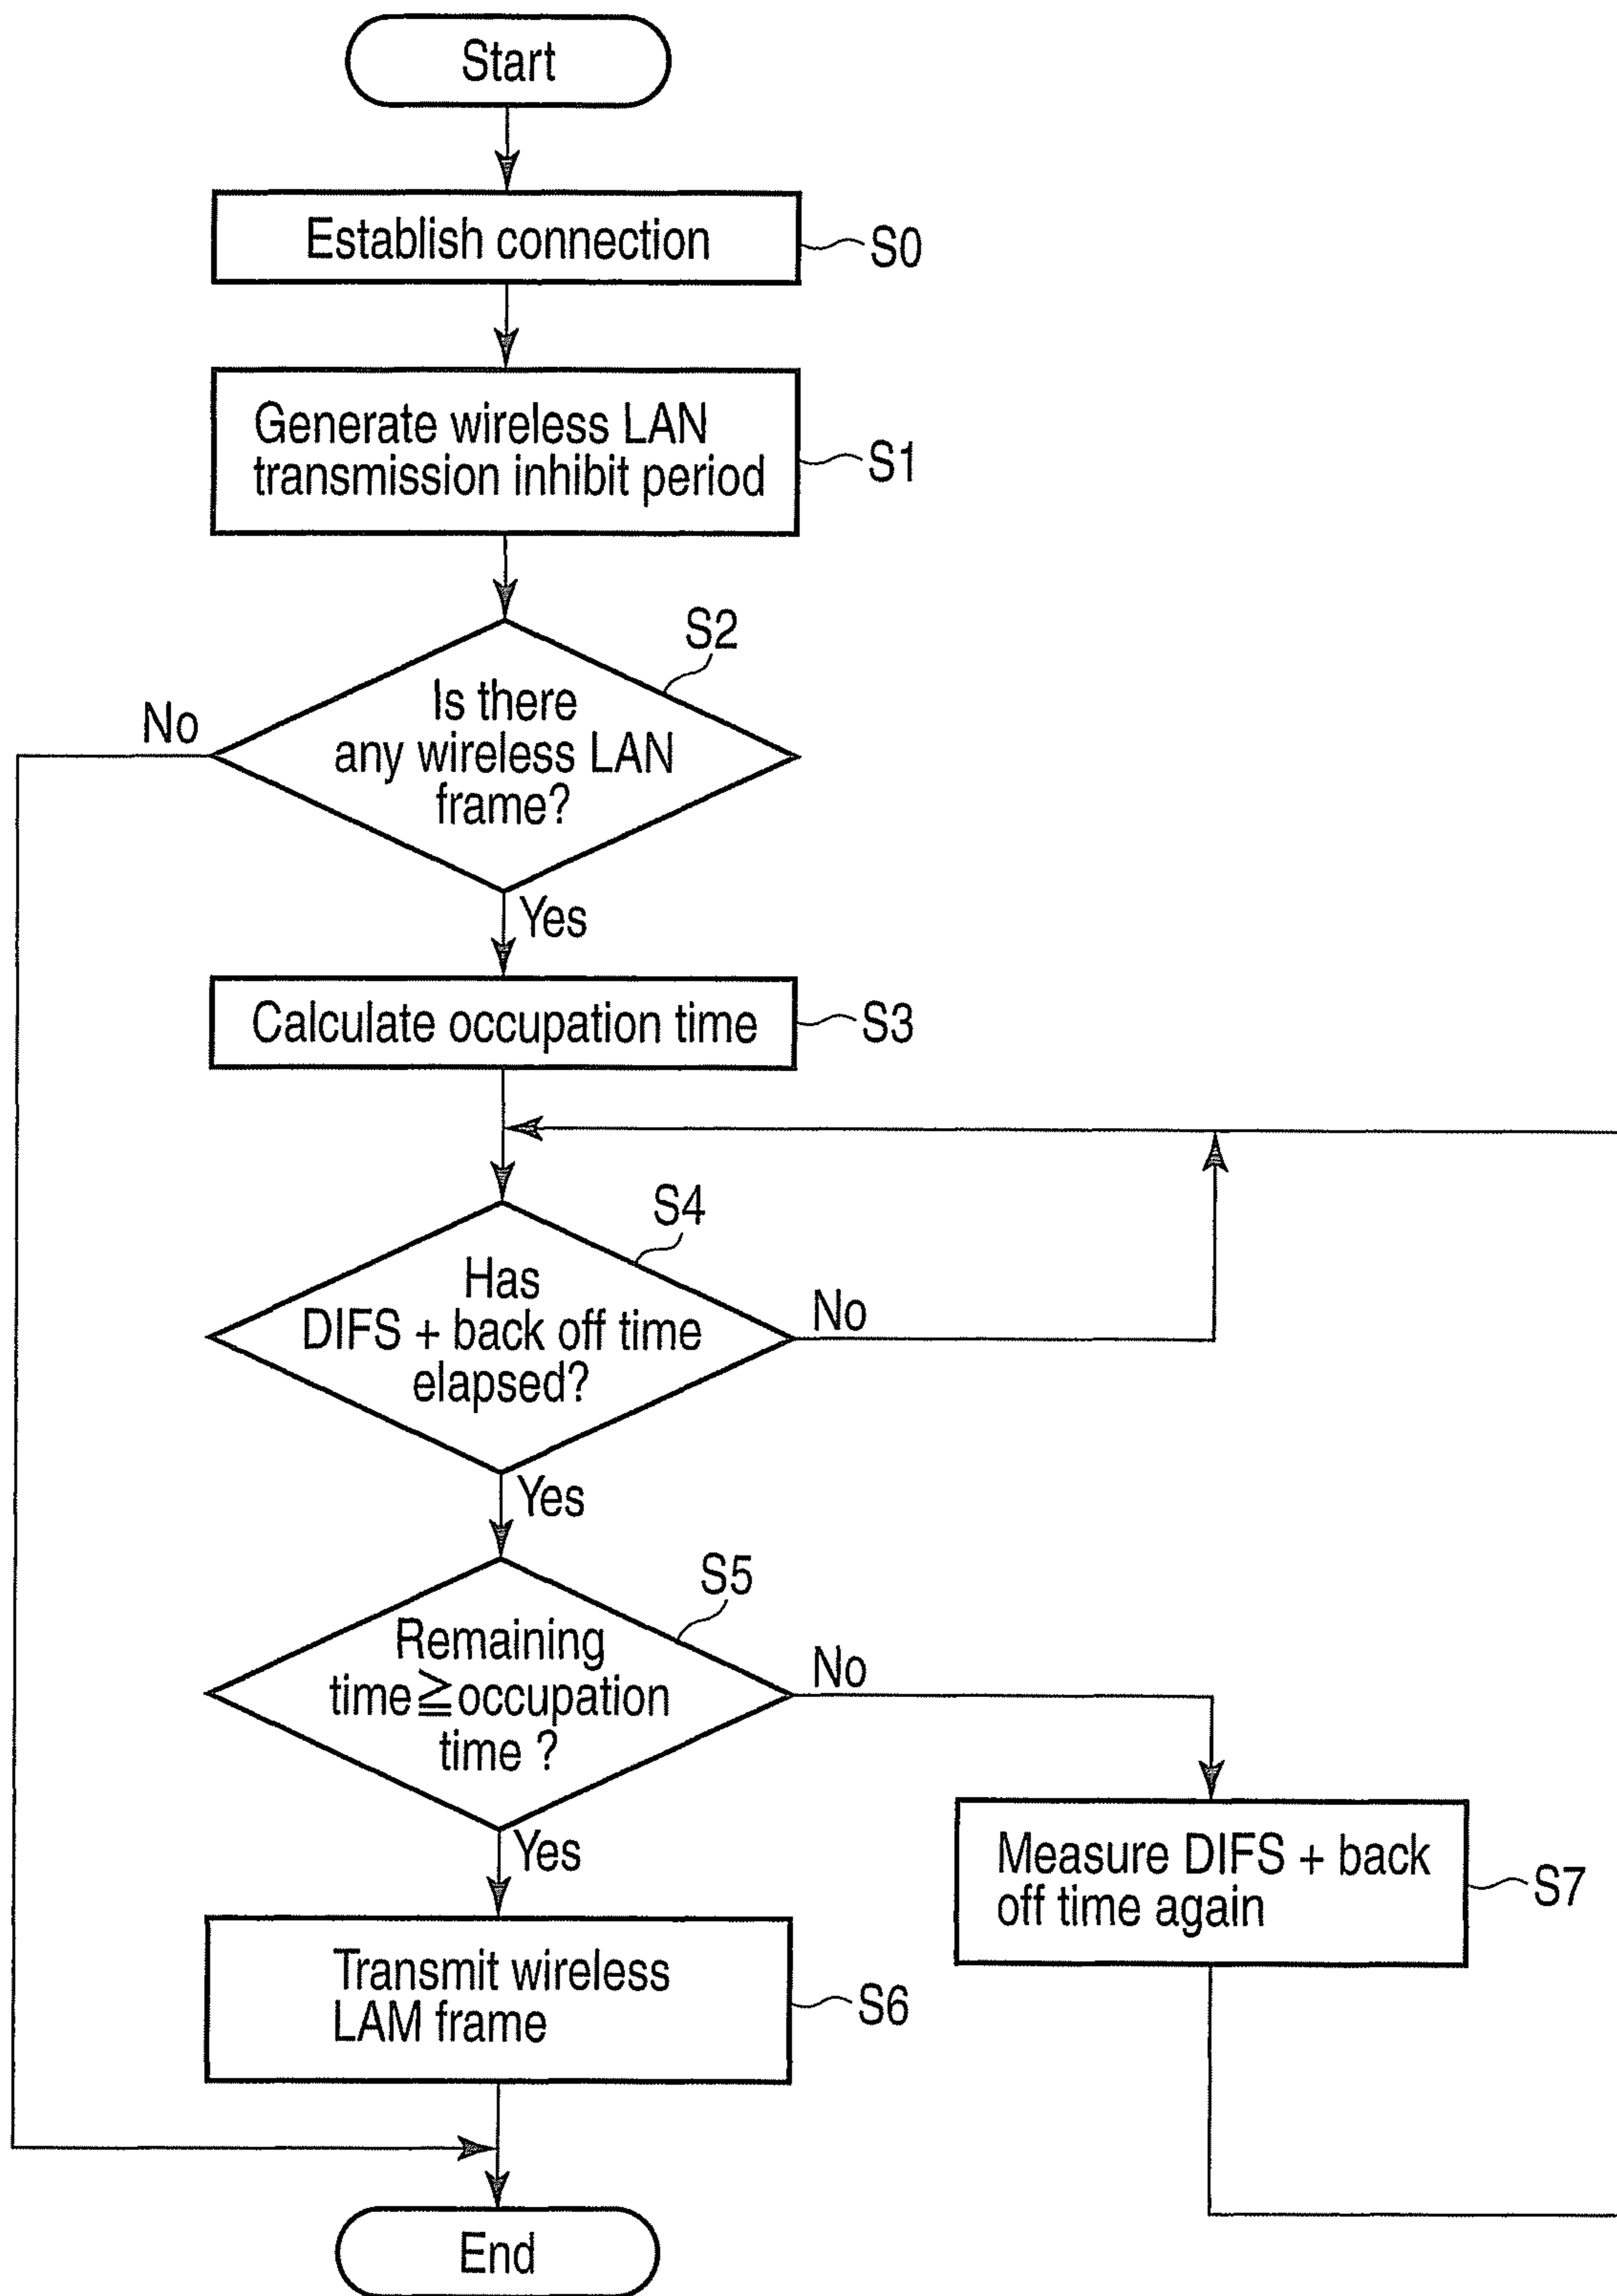 Start
Establish connection
S0
Generate wireless LAN
transmission inhibit period
S1
S2
Is there
any wireless LAN
frame?
No
Yes
Calculate occupation time
S3
S4
Has
DIFS + back off time
elapsed?
No
Yes
S5
Remaining
time≧occupation
time ?
No
Yes
Measure DIFS + back
off time again
S7
Transmit wireless
LAM frame
S6
End